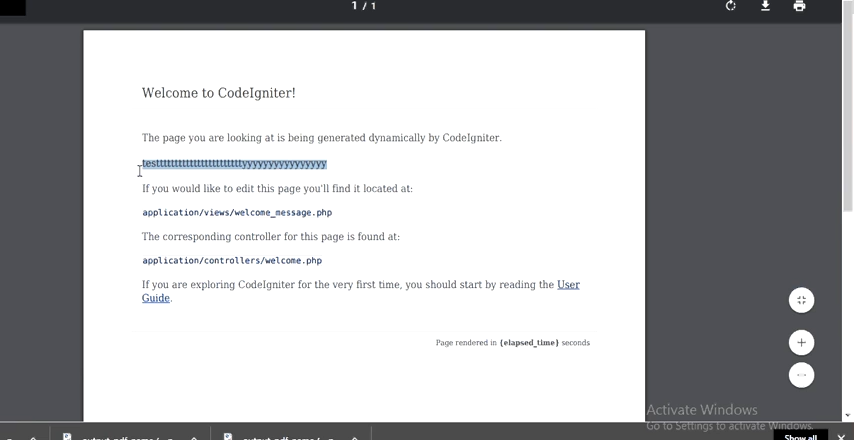 1 / 1
Welcome to CodeIgniter!
The page you are looking at is being generated dynamically by CodeIgniter.
If you would like to edit this page you'll find it located at:
application/views/welcome_message.php
The corresponding controller for this page is found at:
application/controllers/welcome.php
If you are exploring CodeIgniter for the very first time, you should start by reading the User
Guide.
Page rendered in {elapsed_time} seconds
Activate Windows
Go to Settings to activate Windows.
Show all